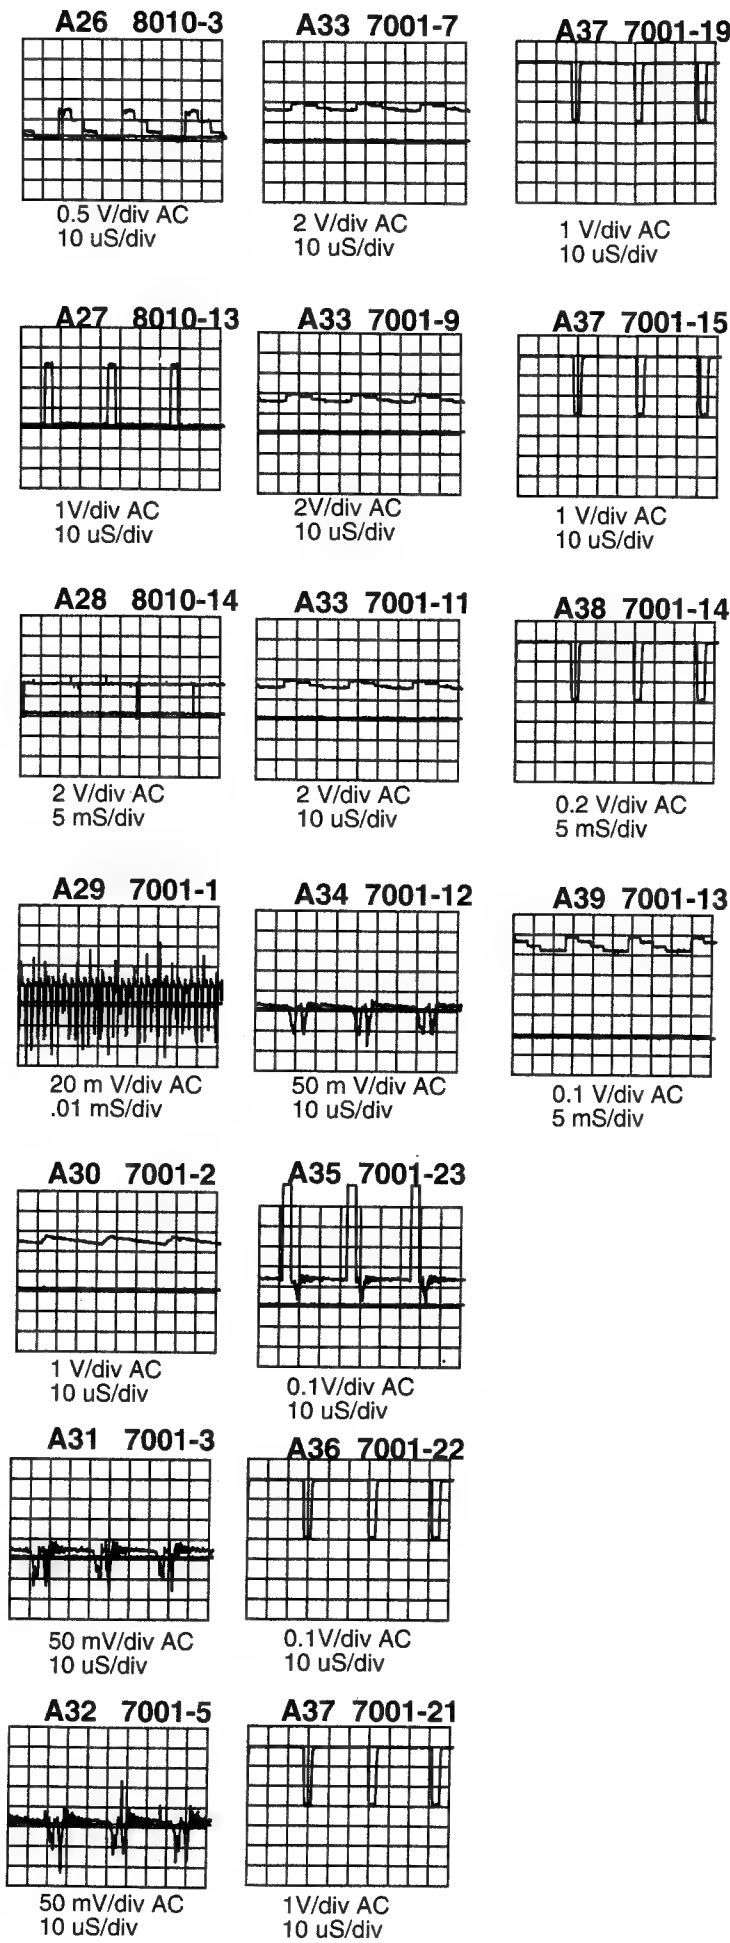 A26 8010-3
0.5 V/div AC
10 uS/div
A27 8010-13
1V/div AC
10 uS/div
A28 8010-14
2 V/div AC
5 mS/div
A29 7001-1
20 m V/div AC
.01 mS/div
A30 7001-2
1 V/div AC
10 uS/div
A31 7001-3
50 mV/div AC
10 uS/div
A32 7001-5
50 mV/div AC
10 uS/div
A33 7001-7
2 V/div AC
10 uS/div
A33 7001-9
2V/div AC
10 uS/div
A33 7001-11
2 V/div AC
10 uS/div
A34 7001-12
50 m V/div AC
10 uS/div
A35 7001-23
0.1V/div AC
10 uS/div
A36 7001-22
0.1V/div AC
10 uS/div
A37 7001-21
1V/div AC
10 uS/div
A37 7001-19
1 V/div AC
10 uS/div
A37 7001-15
1 V/div AC
10 uS/div
A38 7001-14
0.2 V/div AC
5 mS/div
A39 7001-13
0.1 V/div AC
5 mS/div